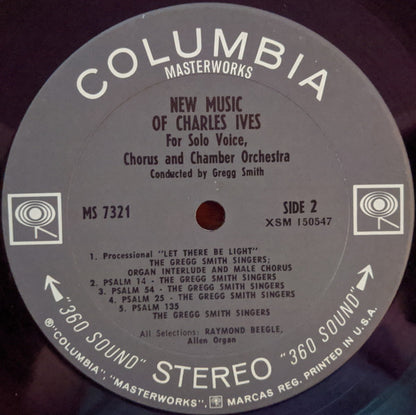 COLUMBIA
MASTERWORKS
NEW MUSIC
OF CHARLES IVES
For Solo Voice,
Chorus and Chamber Orchestra
Conducted by Gregg Smith
MS 7321
SIDE 2
XSM 150547
1. Processional "LET THERE BE LIGHT"
THE GREGG SMITH SINGERS;
ORGAN INTERLUDE AND MALE CHORUS
2. PSALM 14 - THE GREGG SMITH SINGERS
3. PSALM 54 - THE GREGG SMITH SINGERS
4. PSALM 25 - THE GREGG SMITH SINGERS
5. PSALM 135
THE GREGG SMITH SINGERS
All Selections: RAYMOND BEEGLE,
Allen Organ
"360 SOUND" STEREO "360 SOUND"
℗"COLUMBIA", "MASTERWORKS", MARCAS REG. PRINTED IN U.S.A.